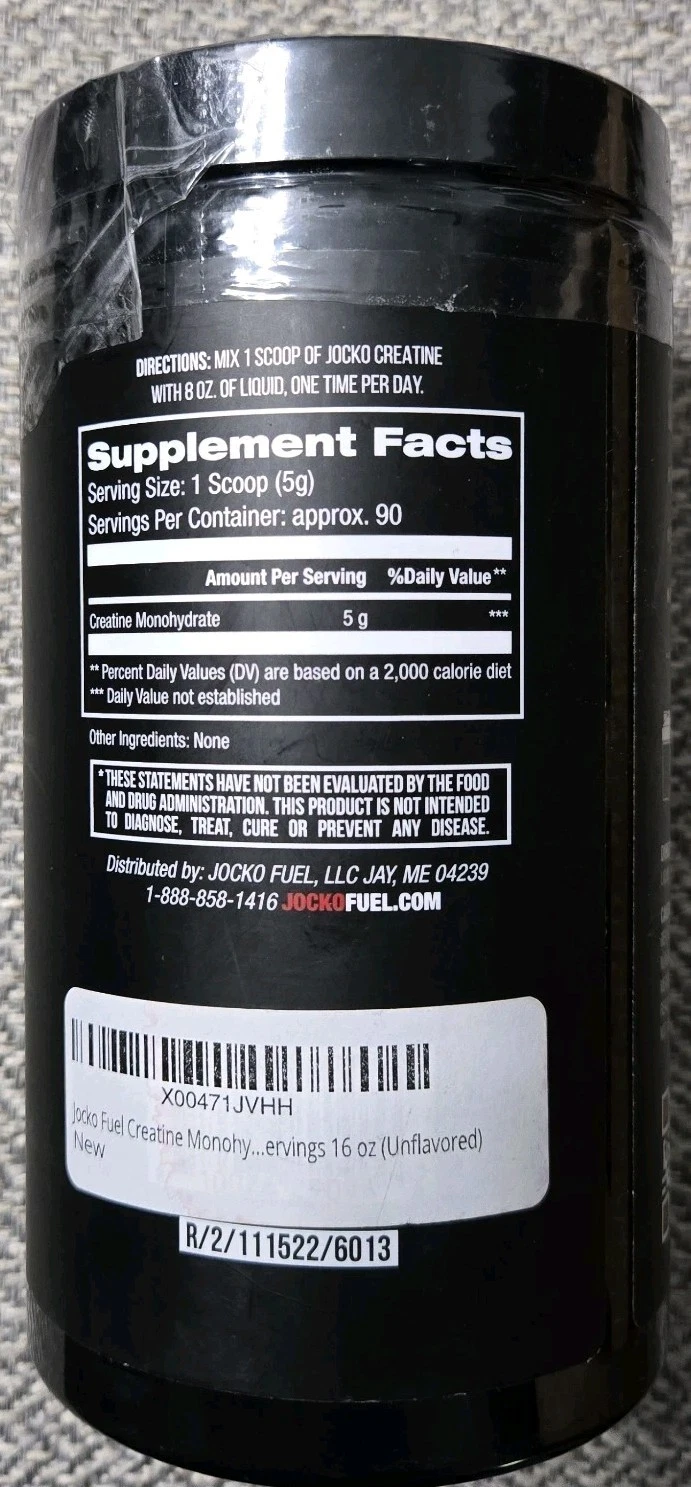 DIRECTIONS: MIX 1 SCOOP OF JOCKO CREATINE
WITH 8 OZ. OF LIQUID, ONE TIME PER DAY.
Supplement Facts
Serving Size: 1 Scoop (5g)
Servings Per Container: approx. 90
Amount Per Serving %Daily Value**
Creatine Monohydrate 5 g ***
** Percent Daily Values (DV) are based on a 2,000 calorie diet
*** Daily Value not established
Other Ingredients: None
*THESE STATEMENTS HAVE NOT BEEN EVALUATED BY THE FOOD
AND DRUG ADMINISTRATION. THIS PRODUCT IS NOT INTENDED
TO DIAGNOSE, TREAT, CURE OR PREVENT ANY DISEASE.
Distributed by: JOCKO FUEL, LLC JAY, ME 04239
1-888-858-1416 JOCKOFUEL.COM
X00471JVHH
Jocko Fuel Creatine Monohy...ervings 16 oz (Unflavored)
New
R/2/111522/6013